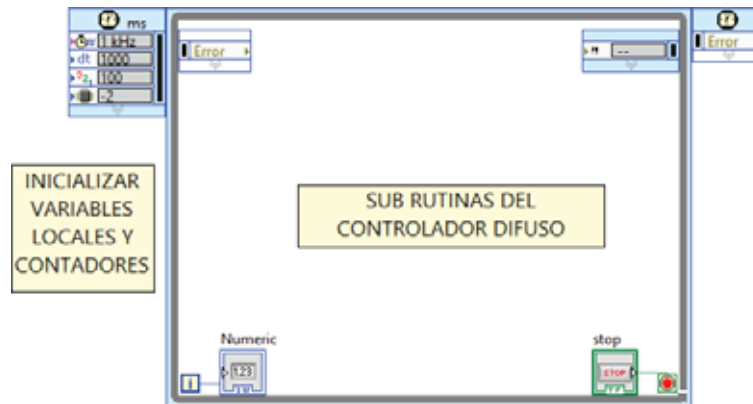 ms
1 kHz
dt 1000
100
-2
Error
--
Error
INICIALIZAR
VARIABLES
LOCALES Y
CONTADORES
SUB RUTINAS DEL
CONTROLADOR DIFUSO
Numeric
1.23
i
stop
STOP
TF